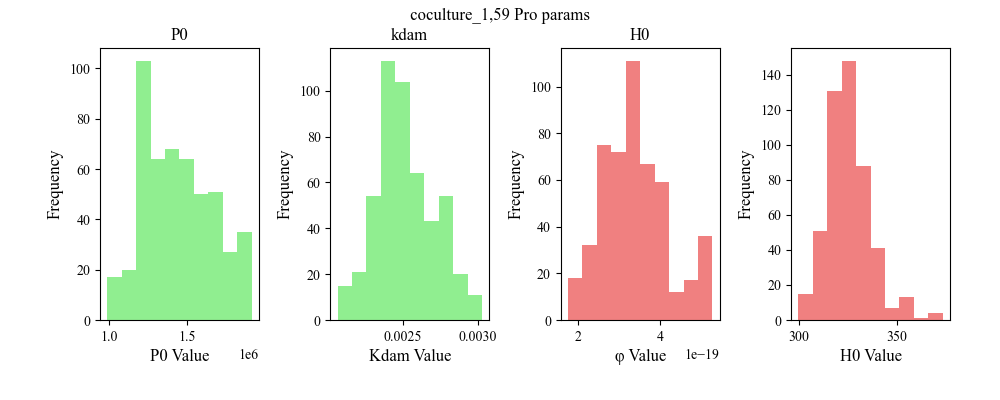 coculture_1,59 Pro params
P0
kdam
H0
Frequency
100
80
60
40
20
0
1.0
1.5
1e6
P0 Value
Frequency
100
80
60
40
20
0
0.0025
0.0030
Kdam Value
Frequency
100
80
60
40
20
0
2
4
1e−19
φ Value
Frequency
140
120
100
80
60
40
20
0
300
350
H0 Value